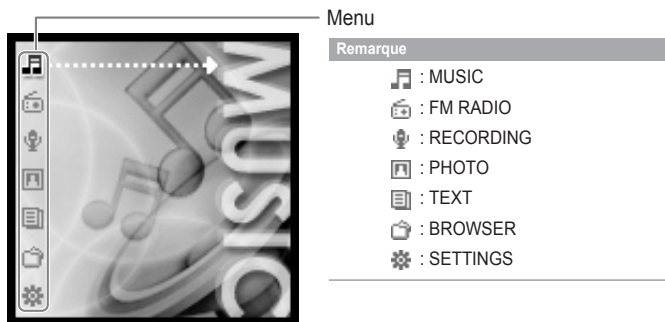 Menu
MUSIC
Remarque
: MUSIC
: FM RADIO
: RECORDING
: PHOTO
: TEXT
: BROWSER
: SETTINGS